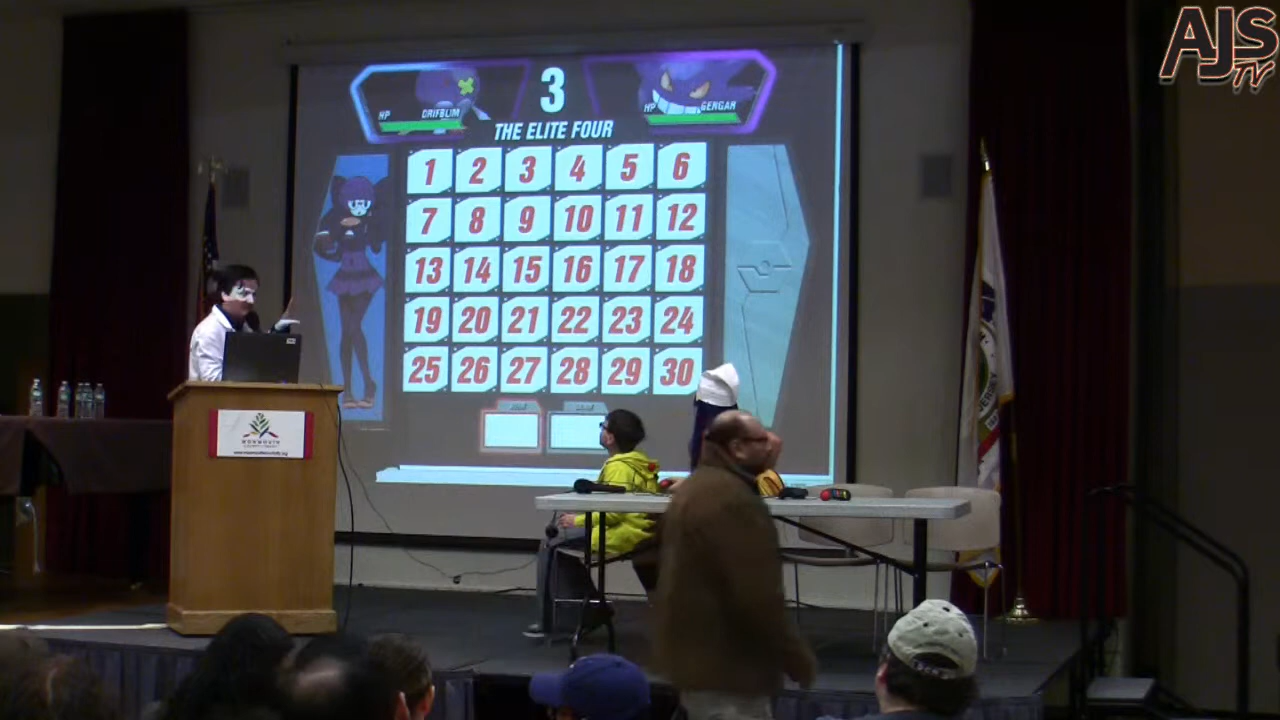 AJS
TV
3
HP DRIFBLIM
HP GENGAR
THE ELITE FOUR
1 2 3 4 5 6
7 8 9 10 11 12
13 14 15 16 17 18
19 20 21 22 23 24
25 26 27 28 29 30
MONMOUTH